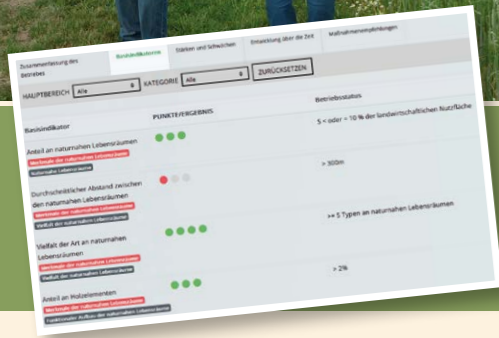 Zusammenfassung des Betriebes
Basisindikatoren
Stärken und Schwächen
Entwicklung über die Zeit
Maßnahmenempfehlungen
HAUPTBEREICH Alle KATEGORIE Alle ZURÜCKSETZEN
Basisindikator
PUNKTE/ERGEBNIS
Betriebsstatus
Anteil an naturnahen Lebensräumen
Merkmale der naturnahen Lebensräume
Naturnahe Lebensräume
5 < oder = 10 % der landwirtschaftlichen Nutzfläche
Durchschnittlicher Abstand zwischen
den naturnahen Lebensräumen
Merkmale der naturnahen Lebensräume
Vielfalt der naturnahen Lebensräume
> 300m
Vielfalt der Art an naturnahen
Lebensräumen
Merkmale der naturnahen Lebensräume
Vielfalt der naturnahen Lebensräume
>= 5 Typen an naturnahen Lebensräumen
Anteil an Holzelementen
Merkmale der naturnahen Lebensräume
Funktionaler Aufbau der naturnahen Lebensräume
> 2%